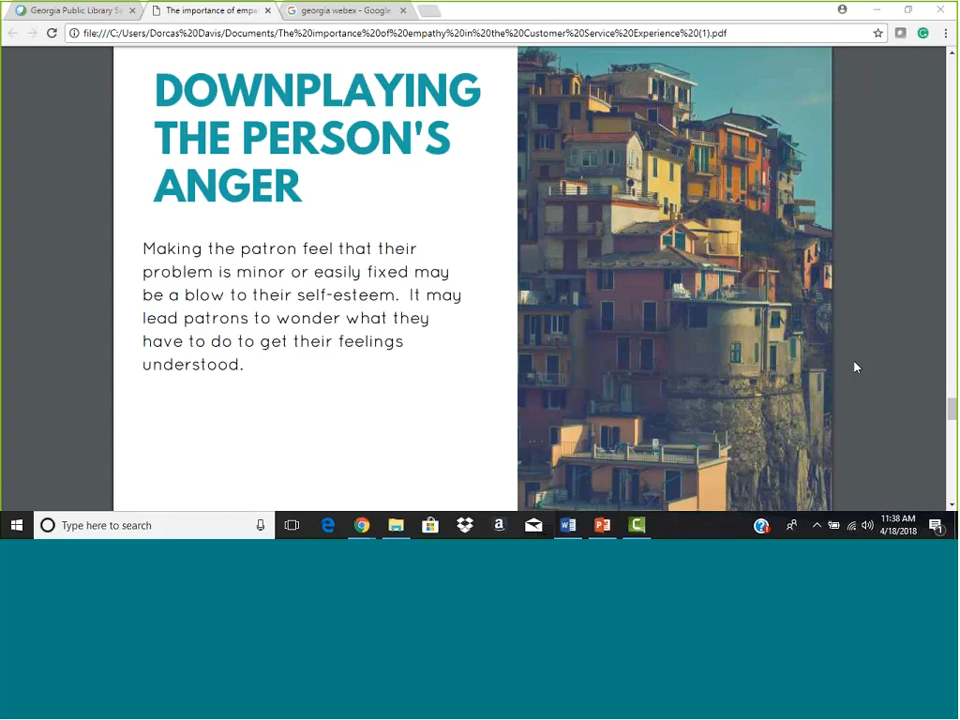 Georgia Public Library Se
The importance of empa
georgia webex - Google
file:///C:/Users/Dorcas%20Davis/Documents/The%20importance%20of%20empathy%20in%20the%20Customer%20Service%20Experience%20(1).pdf
DOWNPLAYING
THE PERSON'S
ANGER
Making the patron feel that their
problem is minor or easily fixed may
be a blow to their self-esteem. It may
lead patrons to wonder what they
have to do to get their feelings
understood.
Type here to search
11:38 AM
4/18/2018